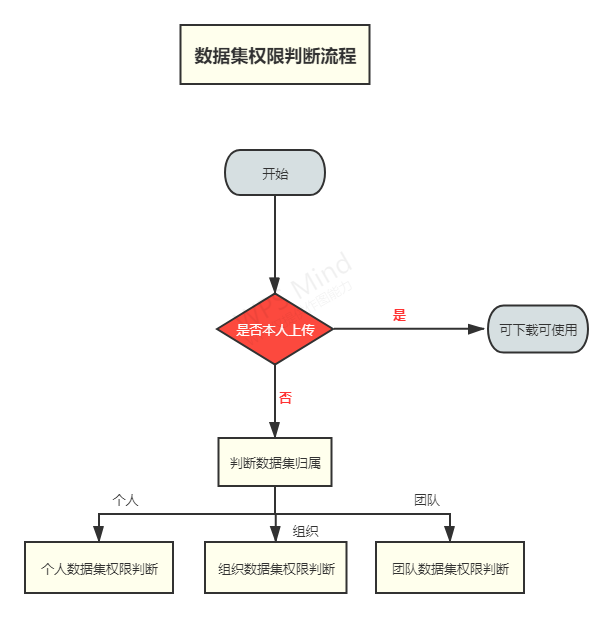 数据集权限判断流程
开始
Mind
是否本人上传
是
可下载可使用
否
判断数据集归属
个人
团队
组织
个人数据集权限判断
组织数据集权限判断
团队数据集权限判断